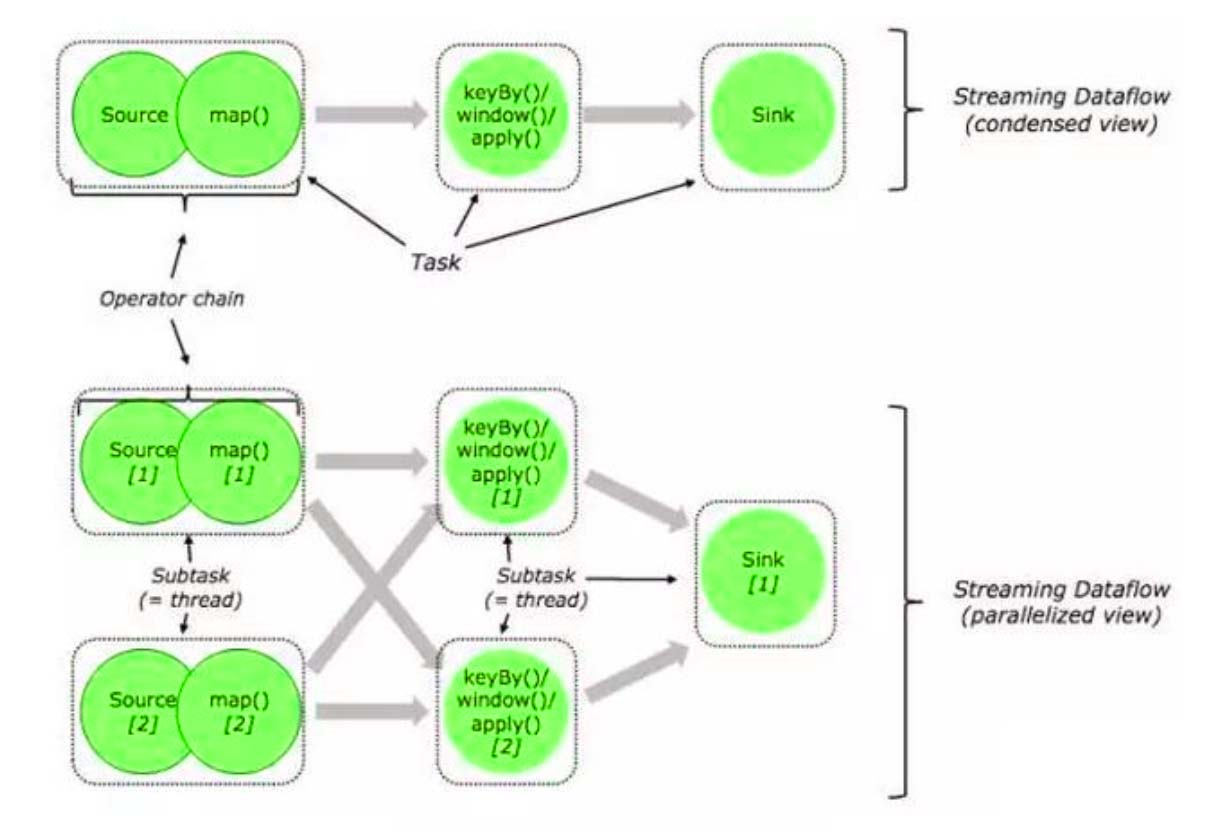 Source
map()
keyBy()/
window()/
apply()
Sink
Streaming Dataflow
(condensed view)
Task
Operator chain
Source
[1]
map()
[1]
keyBy()/
window()/
apply()
[1]
Subtask
(= thread)
Subtask
(= thread)
Sink
[1]
Streaming Dataflow
(parallelized view)
Source
[2]
map()
[2]
keyBy()/
window()/
apply()
[2]